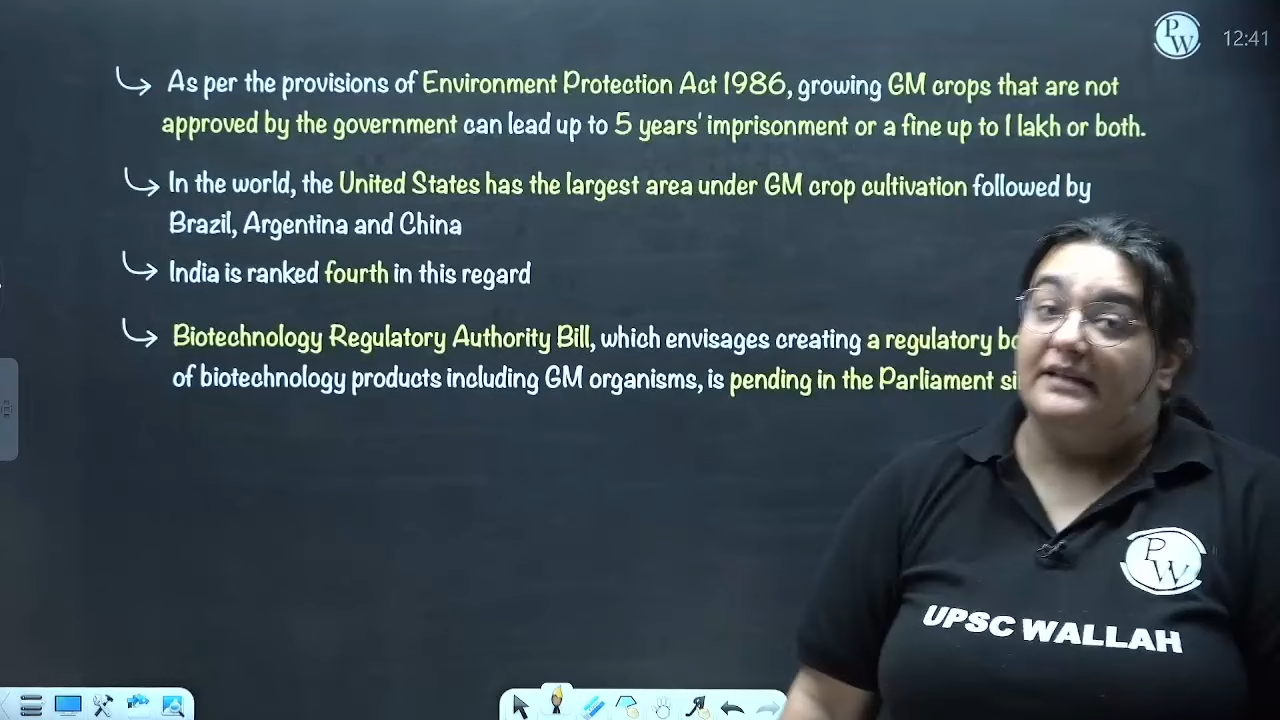 PW
12:41
As per the provisions of Environment Protection Act 1986, growing GM crops that are not
approved by the government can lead up to 5 years' imprisonment or a fine up to 1 lakh or both.
In the world, the United States has the largest area under GM crop cultivation followed by
Brazil, Argentina and China
India is ranked fourth in this regard
Biotechnology Regulatory Authority Bill, which envisages creating a regulatory
of biotechnology products including GM organisms, is pending in the Parliament
PW
UPSC WALLAH